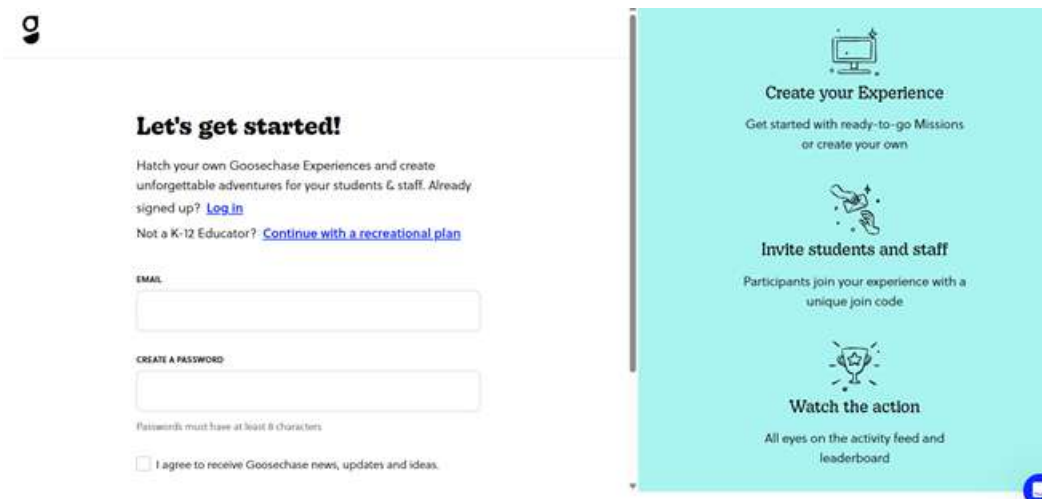 g
Let's get started!
Hatch your own Goosechase Experiences and create
unforgettable adventures for your students & staff. Already
signed up? Log in
Not a K-12 Educator? Continue with a recreational plan
EMAIL
CREATE A PASSWORD
Passwords must have at least 8 characters
I agree to receive Goosechase news, updates and ideas.
Create your Experience
Get started with ready-to-go Missions
or create your own
Invite students and staff
Participants join your experience with a
unique join code
Watch the action
All eyes on the activity feed and
leaderboard